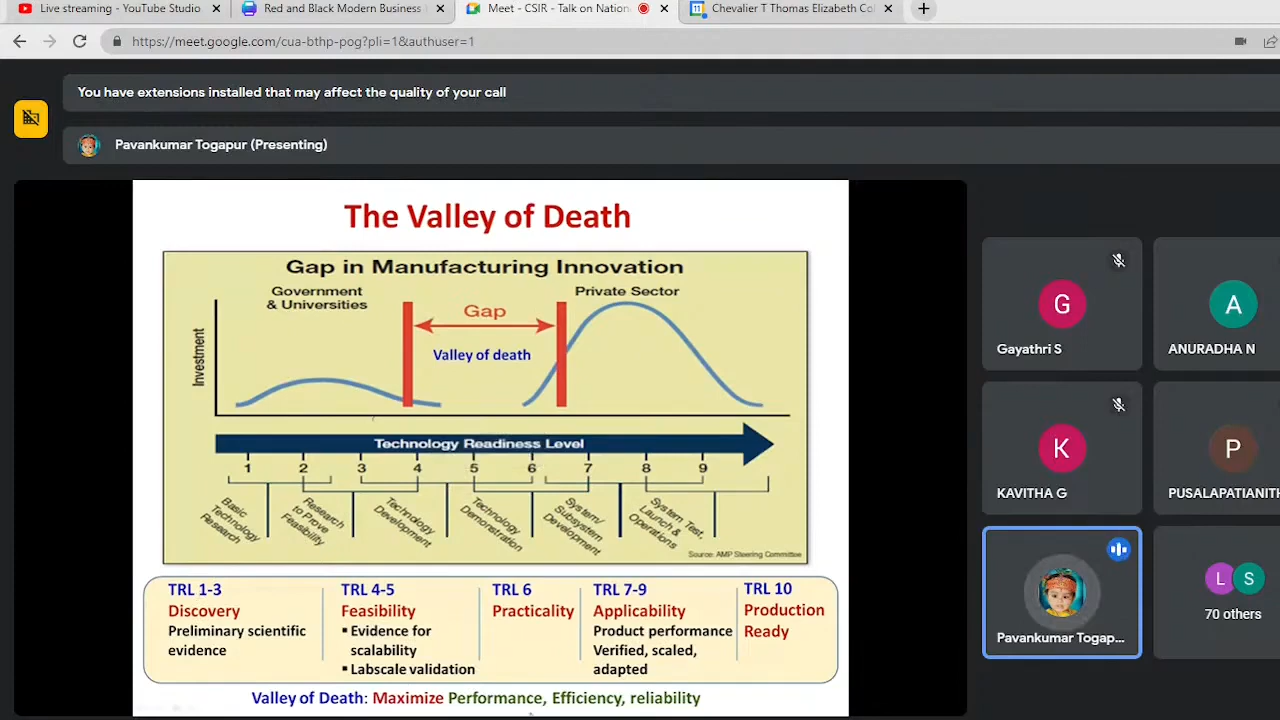 Live streaming - YouTube Studio
Red and Black Modern Business
Meet - CSIR - Talk on Nation
Chevalier T Thomas Elizabeth Col
https://meet.google.com/cua-bthp-pog?pli=1&authuser=1
You have extensions installed that may affect the quality of your call
Pavankumar Togapur (Presenting)
The Valley of Death
Gap in Manufacturing Innovation
Government
& Universities
Private Sector
Gap
Valley of death
Investment
Technology Readiness Level
1 2 3 4 5 6 7 8 9
Basic
Technology
Research
Research
to Prove
Feasibility
Technology
Development
Technology
Demonstration
System/
Subsystem
Development
System Test,
Launch &
Operations
Source: AMP Steering Committee
TRL 1-3
Discovery
Preliminary scientific
evidence
TRL 4-5
Feasibility
▪ Evidence for
scalability
▪ Labscale validation
TRL 6
Practicality
TRL 7-9
Applicability
Product performance
Verified, scaled,
adapted
TRL 10
Production
Ready
Valley of Death: Maximize Performance, Efficiency, reliability
G
Gayathri S
A
ANURADHA N
K
KAVITHA G
P
PUSALAPATIANITH
Pavankumar Togap...
L S
70 others